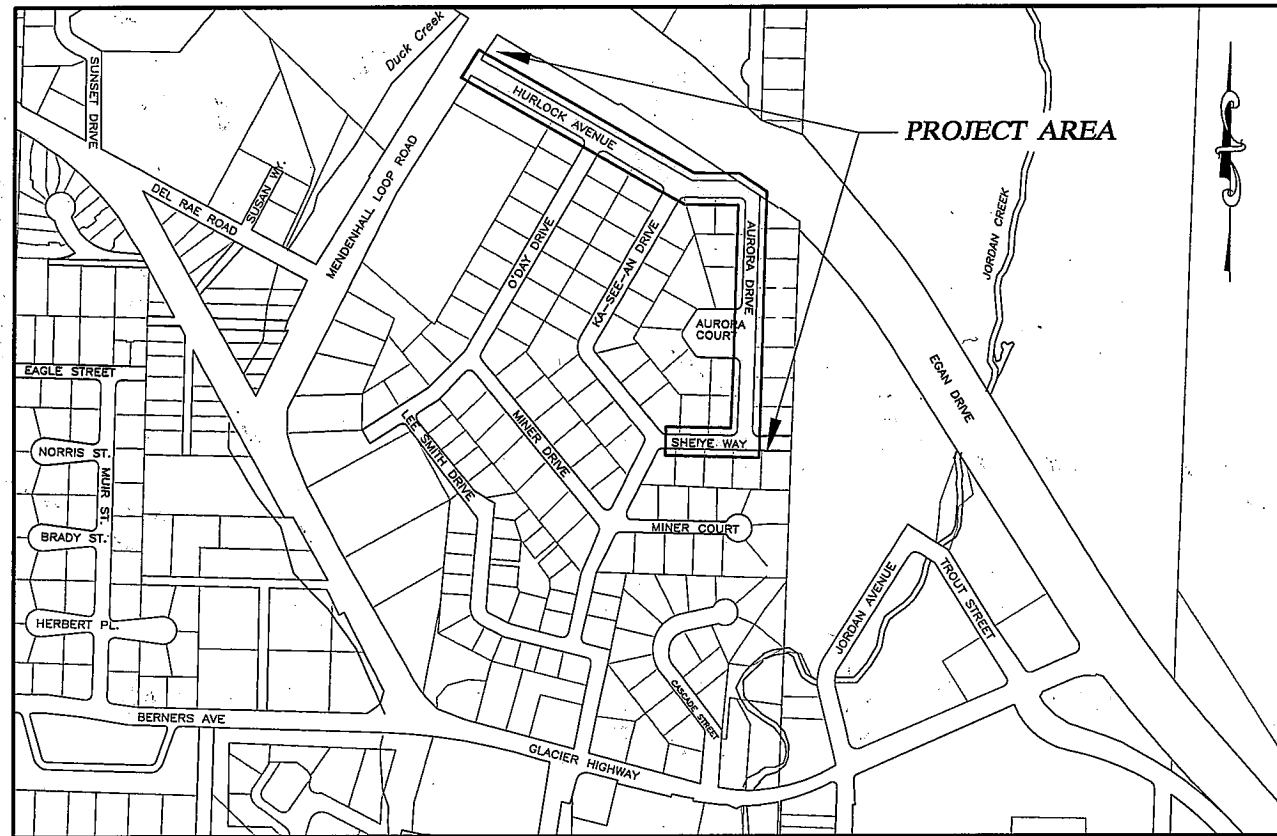 Duck Creek
SUNSET DRIVE
HURLOCK AVENUE
PROJECT AREA
MENDENHALL LOOP ROAD
SUSAN WY.
DEL RAE ROAD
JORDAN CREEK
O'DAY DRIVE
KA-SEE-AN DRIVE
AURORA DRIVE
AURORA
COURT
EGAN DRIVE
EAGLE STREET
LEE SMITH DRIVE
MINER DRIVE
SHEIYE WAY
NORRIS ST.
MUIR ST.
BRADY ST.
MINER COURT
HERBERT PL.
JORDAN AVENUE
TROUT STREET
CASCADE STREET
BERNERS AVE
GLACIER HIGHWAY